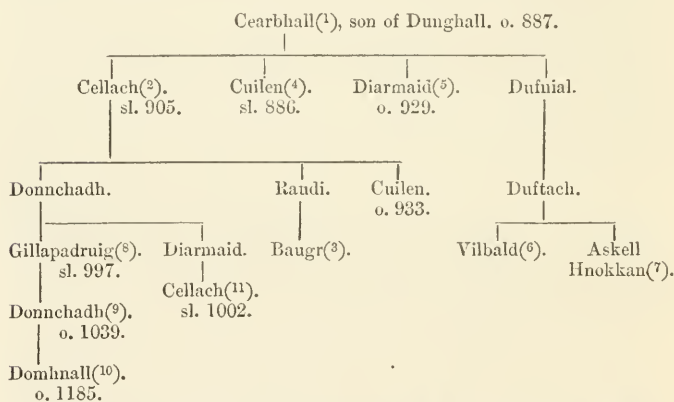 Cearbhall(¹), son of Dunghall. o. 887.
Cellach(²). Cuilen(⁴). Diarmaid(⁵). Dufnial.
sl. 905. sl. 886. o. 929.
Donnchadh. Raudi. Cuilen. Duftach.
o. 933.
Gillapadruig(⁸). Diarmaid. Baugr(³). Vilbald(⁶). Askell
sl. 997. Hnokkan(⁷).
Cellach(¹¹).
Donnchadh(⁹). sl. 1002.
o. 1039.
Domhnall(¹⁰).
o. 1185.